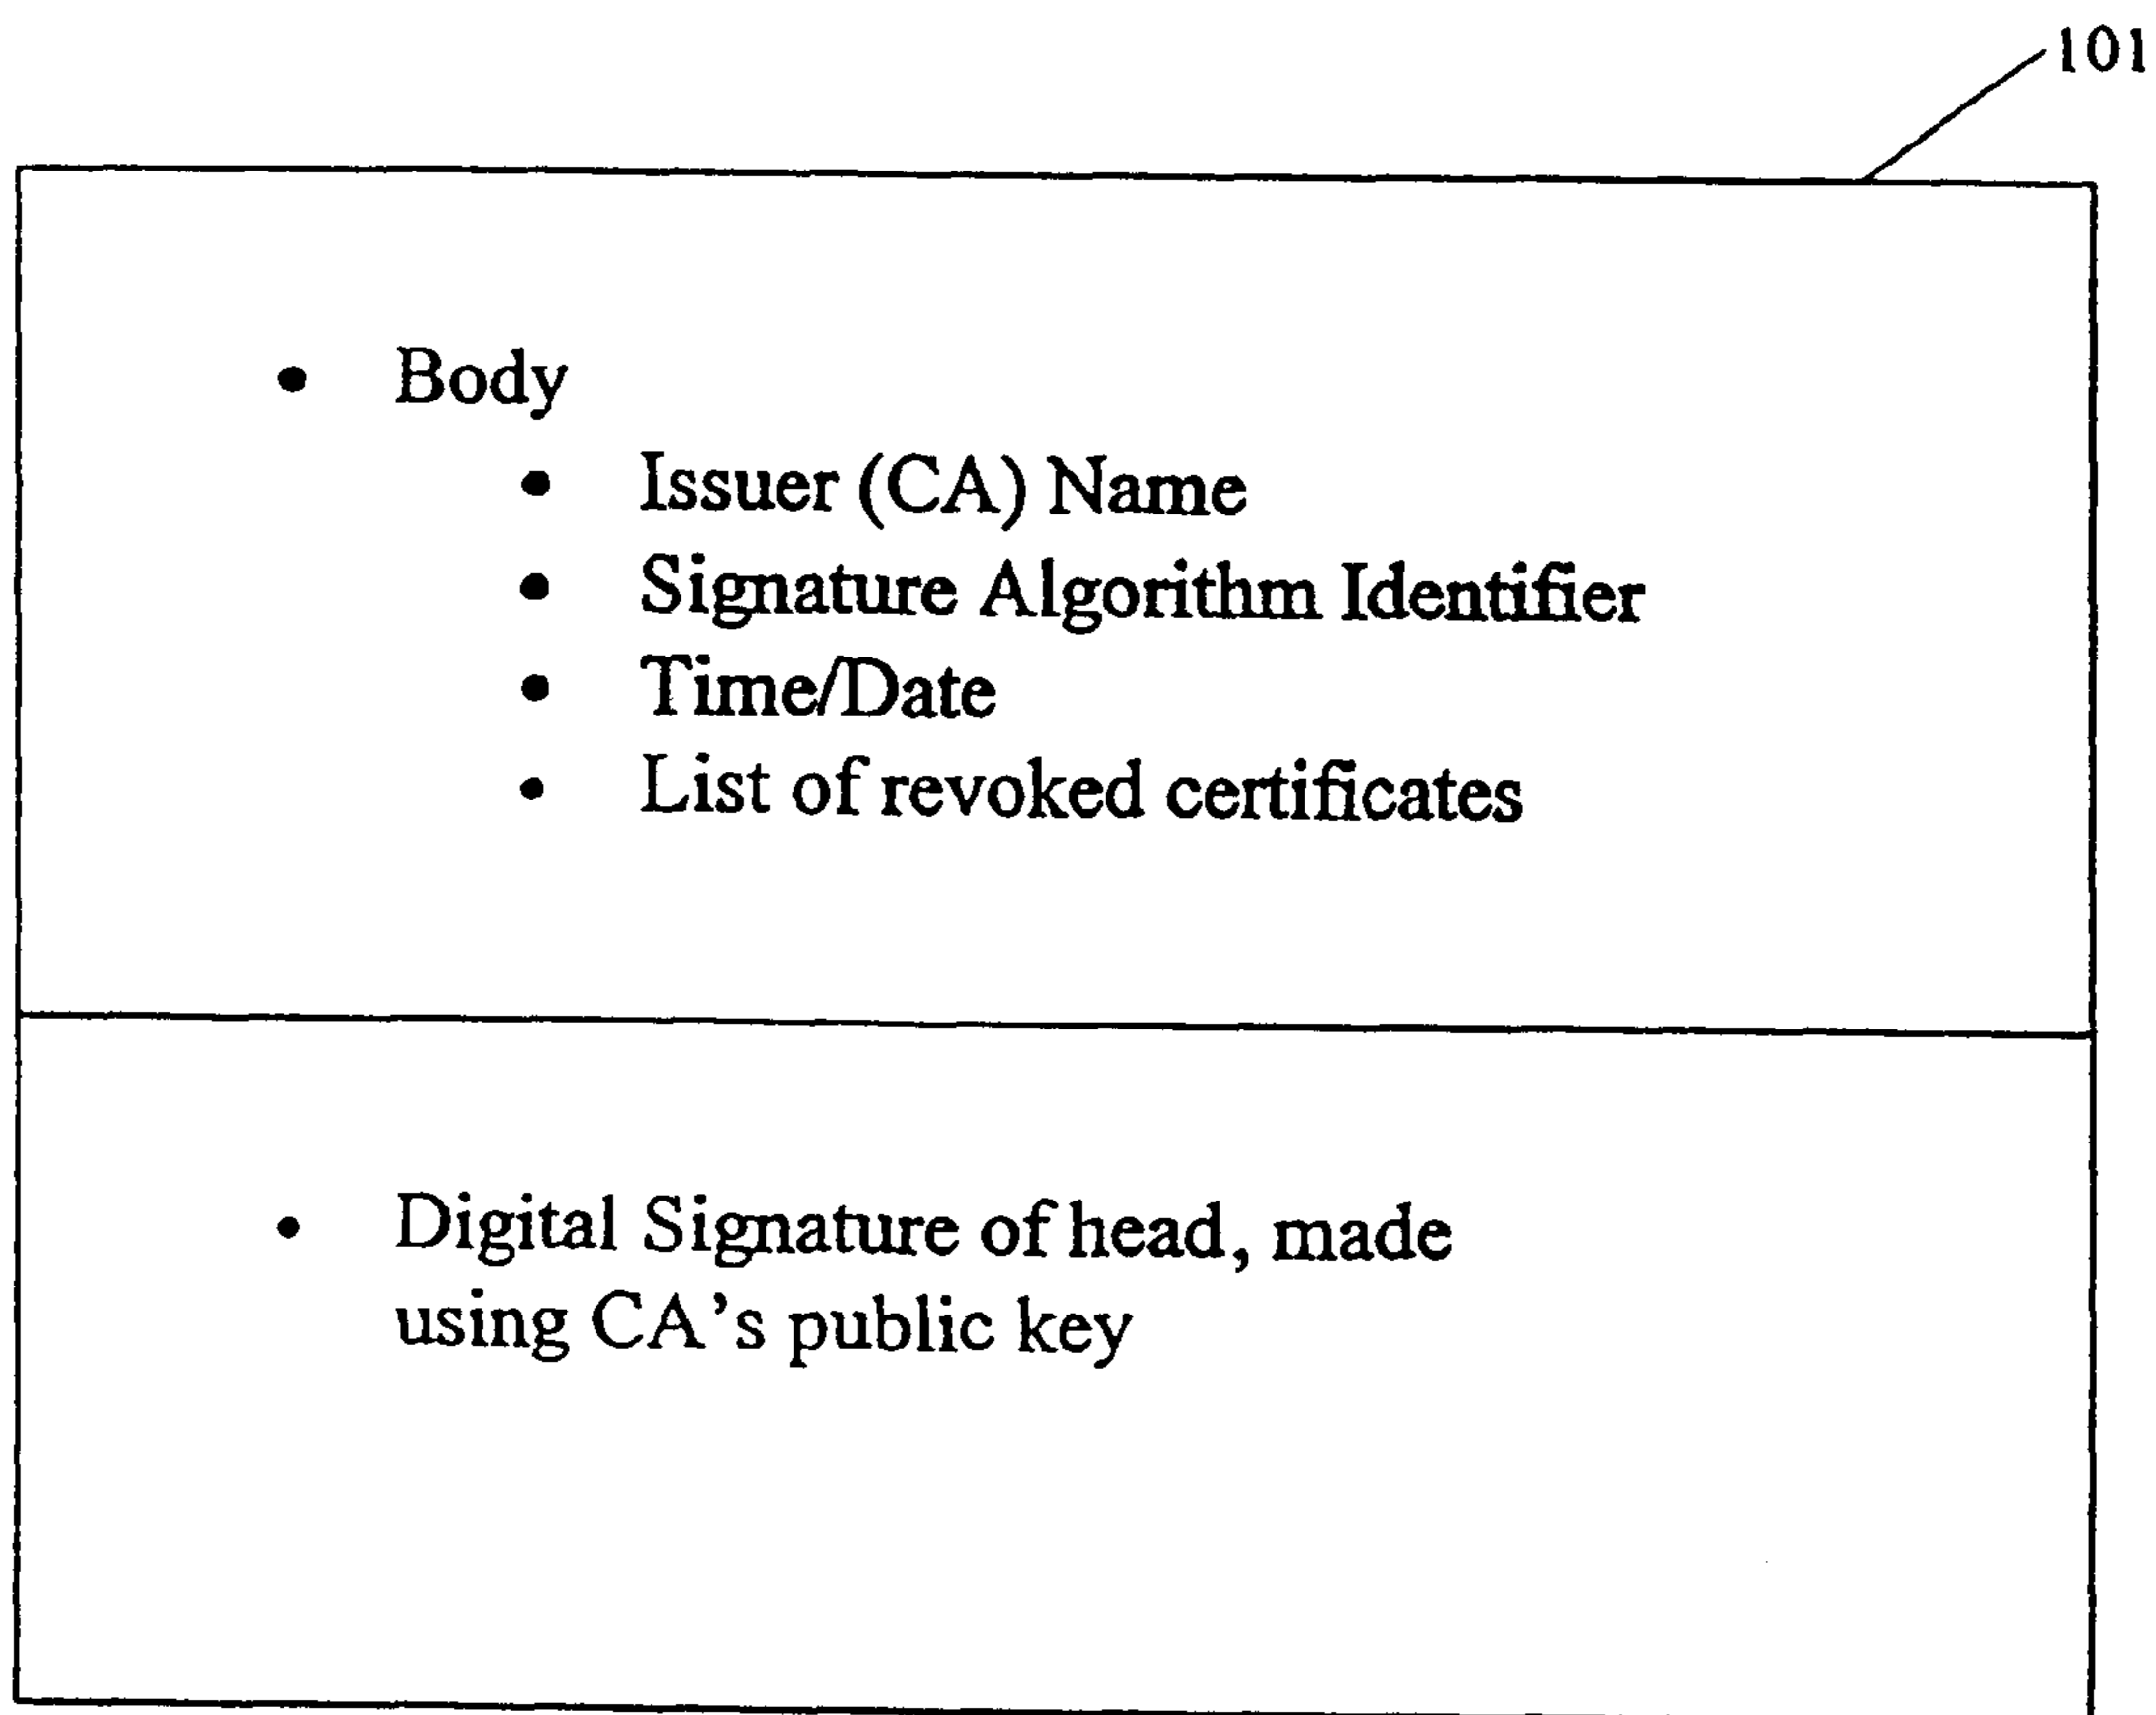 101
• Body
• Issuer (CA) Name
• Signature Algorithm Identifier
• Time/Date
• List of revoked certificates
• Digital Signature of head, made
using CA's public key